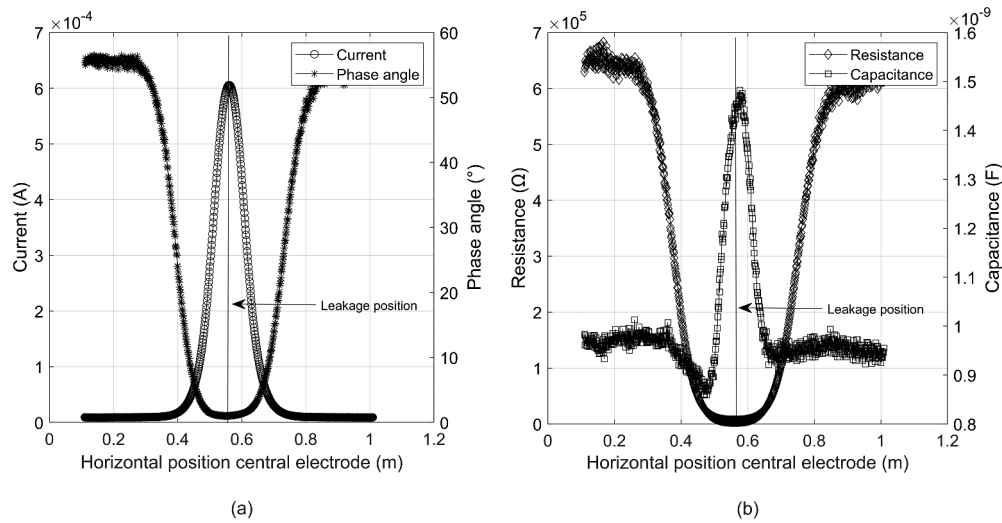 ×10⁻⁴
7
6
5
4
3
2
1
0
Current (A)
60
50
40
30
20
10
0
Phase angle (°)
Current
Phase angle
Leakage position
0 0.2 0.4 0.6 0.8 1 1.2
Horizontal position central electrode (m)
(a)
×10⁵
7
6
5
4
3
2
1
0
Resistance (Ω)
×10⁻⁹
1.6
1.5
1.4
1.3
1.2
1.1
1
0.9
0.8
Capacitance (F)
Resistance
Capacitance
Leakage position
0 0.2 0.4 0.6 0.8 1 1.2
Horizontal position central electrode (m)
(b)